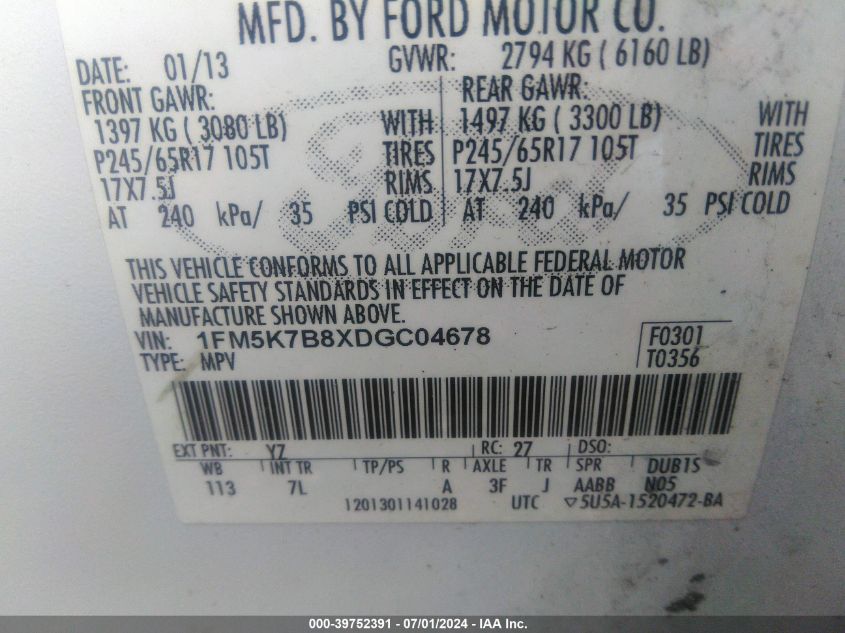 MFD. BY FORD MOTOR CO.
DATE: 01/13 GVWR: 2794 KG ( 6160 LB)
FRONT GAWR: REAR GAWR:
1397 KG ( 3080 LB) WITH 1497 KG ( 3300 LB) WITH
P245/65R17 105T TIRES P245/65R17 105T TIRES
17X7.5J RIMS 17X7.5J RIMS
AT 240 kPa/ 35 PSI COLD AT 240 kPa/ 35 PSI COLD
Ford
THIS VEHICLE CONFORMS TO ALL APPLICABLE FEDERAL MOTOR
VEHICLE SAFETY STANDARDS IN EFFECT ON THE DATE OF
MANUFACTURE SHOWN ABOVE.
VIN: 1FM5K7B8XDGC04678 F0301
TYPE: MPV T0356
EXT PNT: YZ RC: 27 DSO:
WB INT TR TP/PS R AXLE TR SPR DUB1S
113 7L A 3F J AABB N05
1201301141028 UTC ▽5U5A-1520472-BA
000-39752391 - 07/01/2024 - IAA Inc.